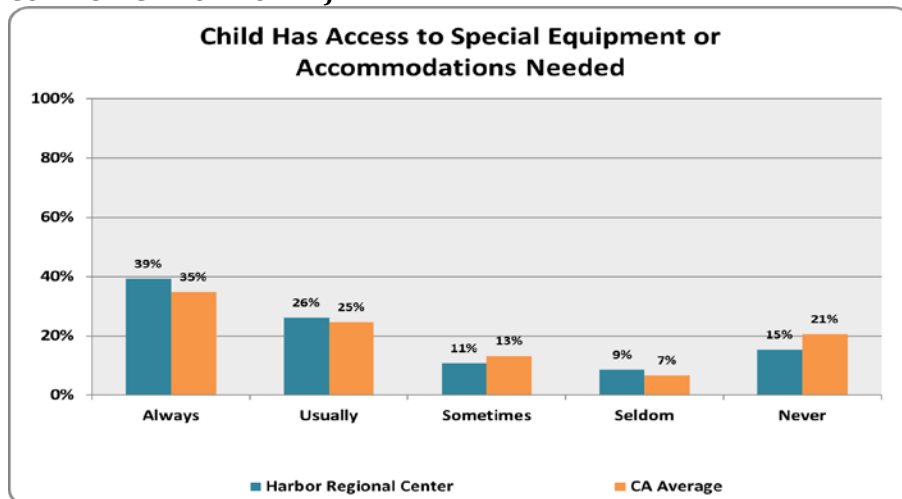 Child Has Access to Special Equipment or
Accommodations Needed
100%
80%
60%
40%
20%
0%
39%
35%
26%
25%
11%
13%
9%
7%
15%
21%
Always
Usually
Sometimes
Seldom
Never
Harbor Regional Center
CA Average